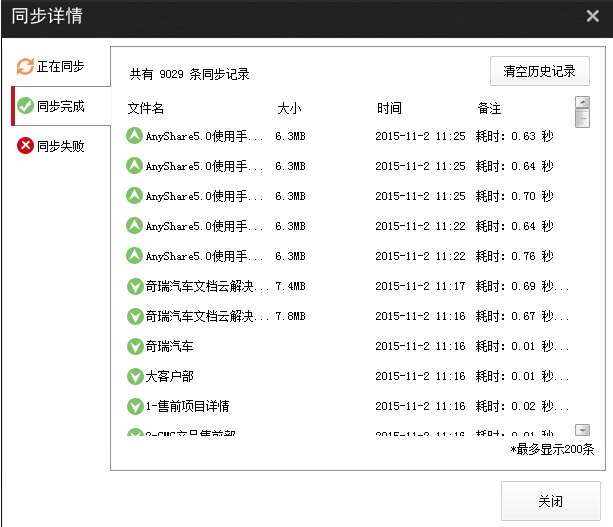 同步详情
正在同步
同步完成
同步失败
共有 9029 条同步记录
清空历史记录
文件名 大小 时间 备注
AnyShare5.0使用手... 6.3MB 2015-11-2 11:25 耗时: 0.63 秒
AnyShare5.0使用手... 6.3MB 2015-11-2 11:25 耗时: 0.64 秒
AnyShare5.0使用手... 6.3MB 2015-11-2 11:25 耗时: 0.70 秒
AnyShare5.0使用手... 6.3MB 2015-11-2 11:22 耗时: 0.64 秒
AnyShare5.0使用手... 6.3MB 2015-11-2 11:22 耗时: 0.76 秒
奇瑞汽车文档云解决... 7.4MB 2015-11-2 11:17 耗时: 0.69 秒...
奇瑞汽车文档云解决... 7.8MB 2015-11-2 11:16 耗时: 0.67 秒...
奇瑞汽车 2015-11-2 11:16 耗时: 0.01 秒...
大客户部 2015-11-2 11:16 耗时: 0.01 秒...
1-售前项目详情 2015-11-2 11:16 耗时: 0.02 秒...
2015-11-2 11:16 耗时: 0.01 秒...
*最多显示200条
关闭